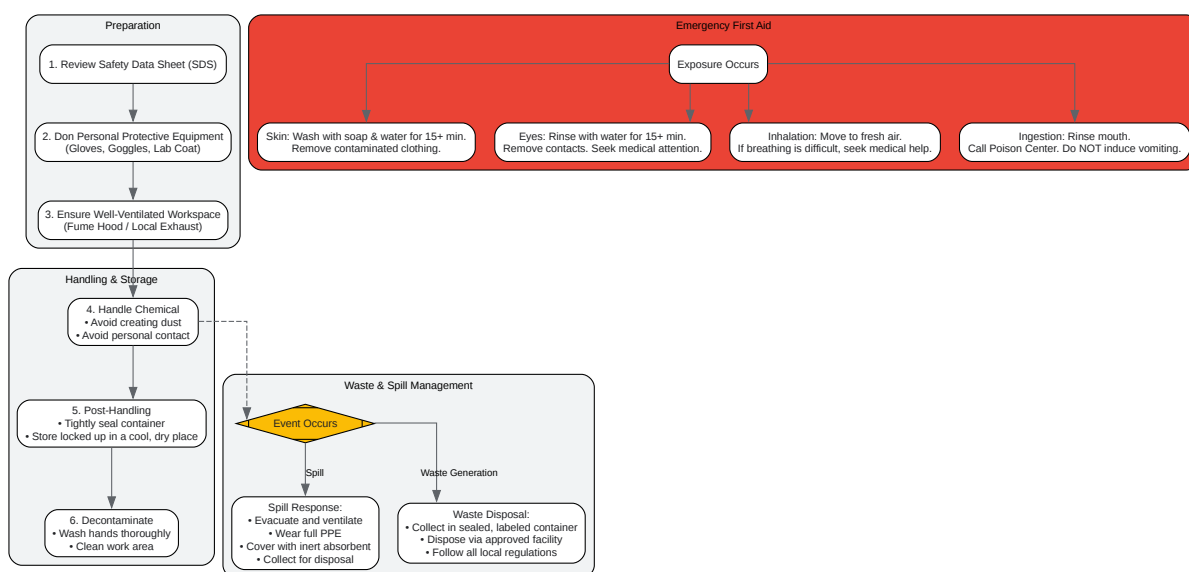 Preparation
1. Review Safety Data Sheet (SDS)
2. Don Personal Protective Equipment
(Gloves, Goggles, Lab Coat)
3. Ensure Well-Ventilated Workspace
(Fume Hood / Local Exhaust)
Emergency First Aid
Exposure Occurs
Skin: Wash with soap & water for 15+ min.
Remove contaminated clothing.
Eyes: Rinse with water for 15+ min.
Remove contacts. Seek medical attention.
Inhalation: Move to fresh air.
If breathing is difficult, seek medical help.
Ingestion: Rinse mouth.
Call Poison Center. Do NOT induce vomiting.
Handling & Storage
4. Handle Chemical
• Avoid creating dust
• Avoid personal contact
5. Post-Handling
• Tightly seal container
• Store locked up in a cool, dry place
6. Decontaminate
• Wash hands thoroughly
• Clean work area
Waste & Spill Management
Event Occurs
Spill
Waste Generation
Spill Response:
• Evacuate and ventilate
• Wear full PPE
• Cover with inert absorbent
• Collect for disposal
Waste Disposal:
• Collect in sealed, labeled container
• Dispose via approved facility
• Follow all local regulations